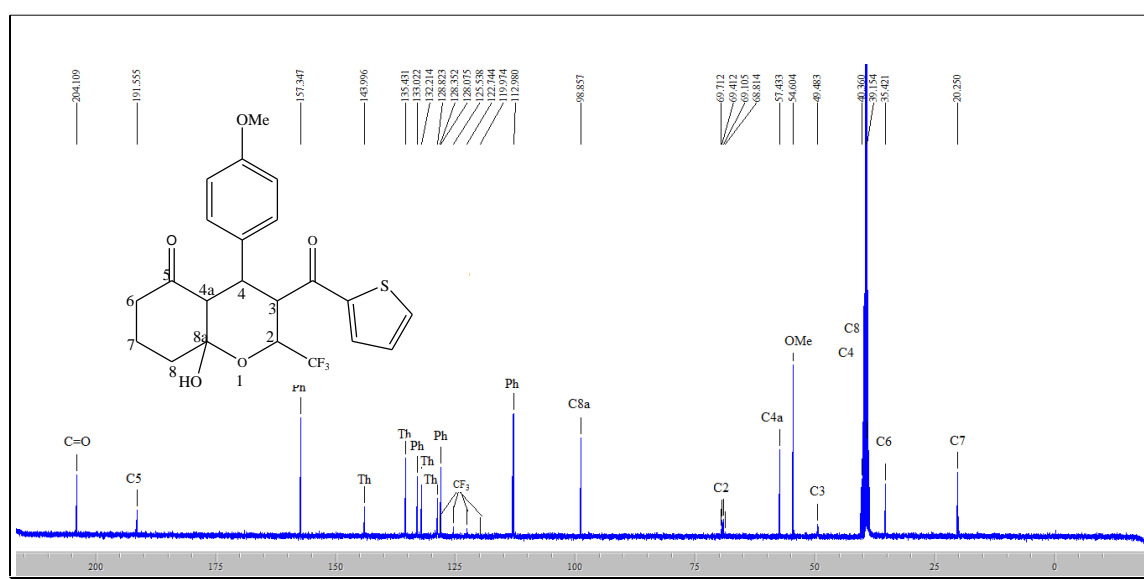 204.109
191.555
157.347
143.996
135.431
133.022
132.214
128.823
128.352
128.075
125.538
122.744
119.974
112.980
98.857
69.712
69.412
69.105
68.814
57.433
54.604
49.483
40.360
39.154
35.421
20.250
OMe
O
O
5
4a
4
S
6
3
7
8a
2
8
O
CF3
HO
1
C8
OMe
C4
Ph
Ph
C8a
C=O
Th
Ph
Ph
C4a
C6
C7
C5
Th
Th
Th
CF3
C2
C3
200
175
150
125
100
75
50
25
0